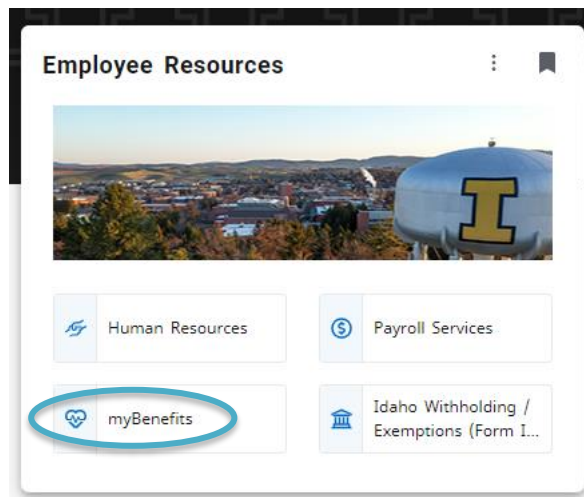 Employee Resources
I
Human Resources
Payroll Services
myBenefits
Idaho Withholding /
Exemptions (Form I...